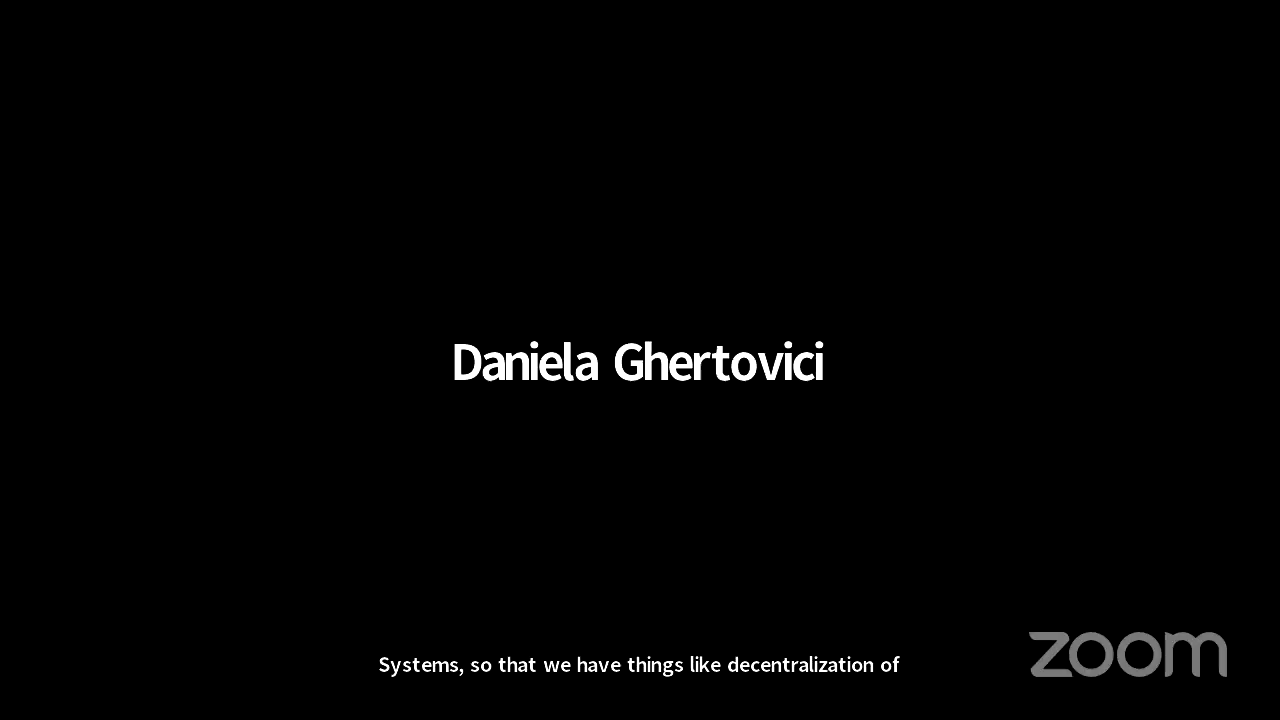 Daniela Ghertovici
Systems, so that we have things like decentralization of
zoom